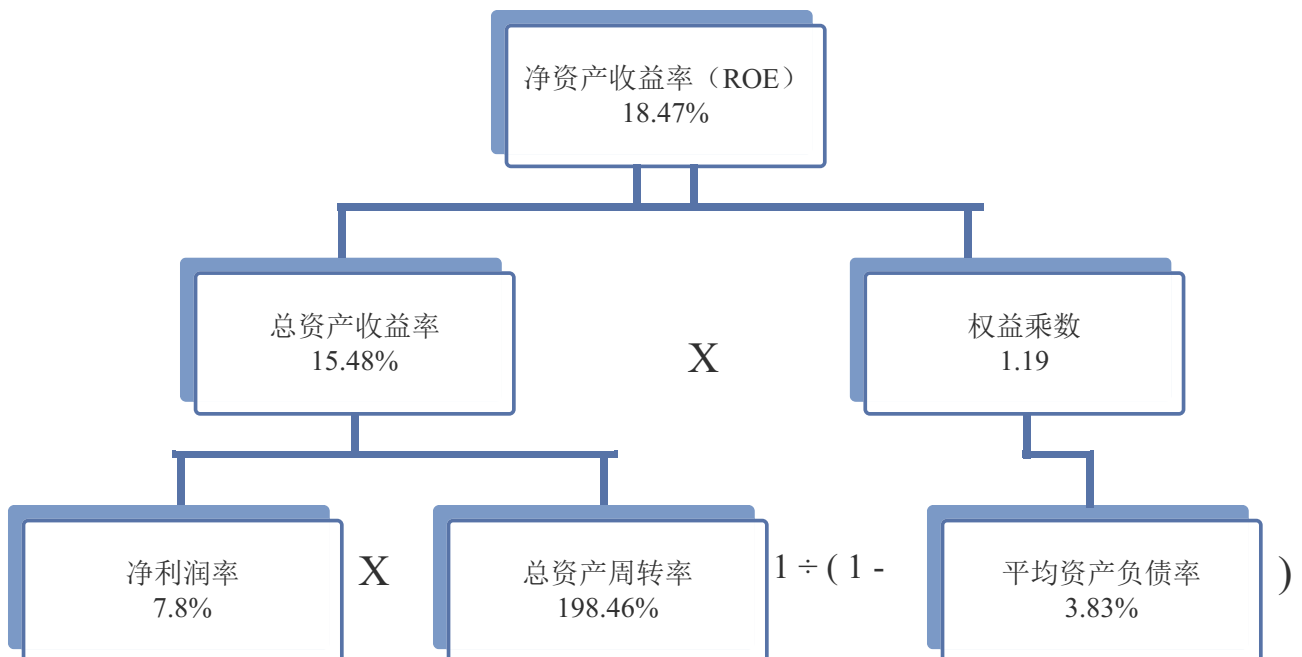 净资产收益率（ROE）
18.47%
总资产收益率
15.48%
X
权益乘数
1.19
净利润率
7.8%
X
总资产周转率
198.46%
1 ÷ ( 1 -
平均资产负债率
3.83%
)